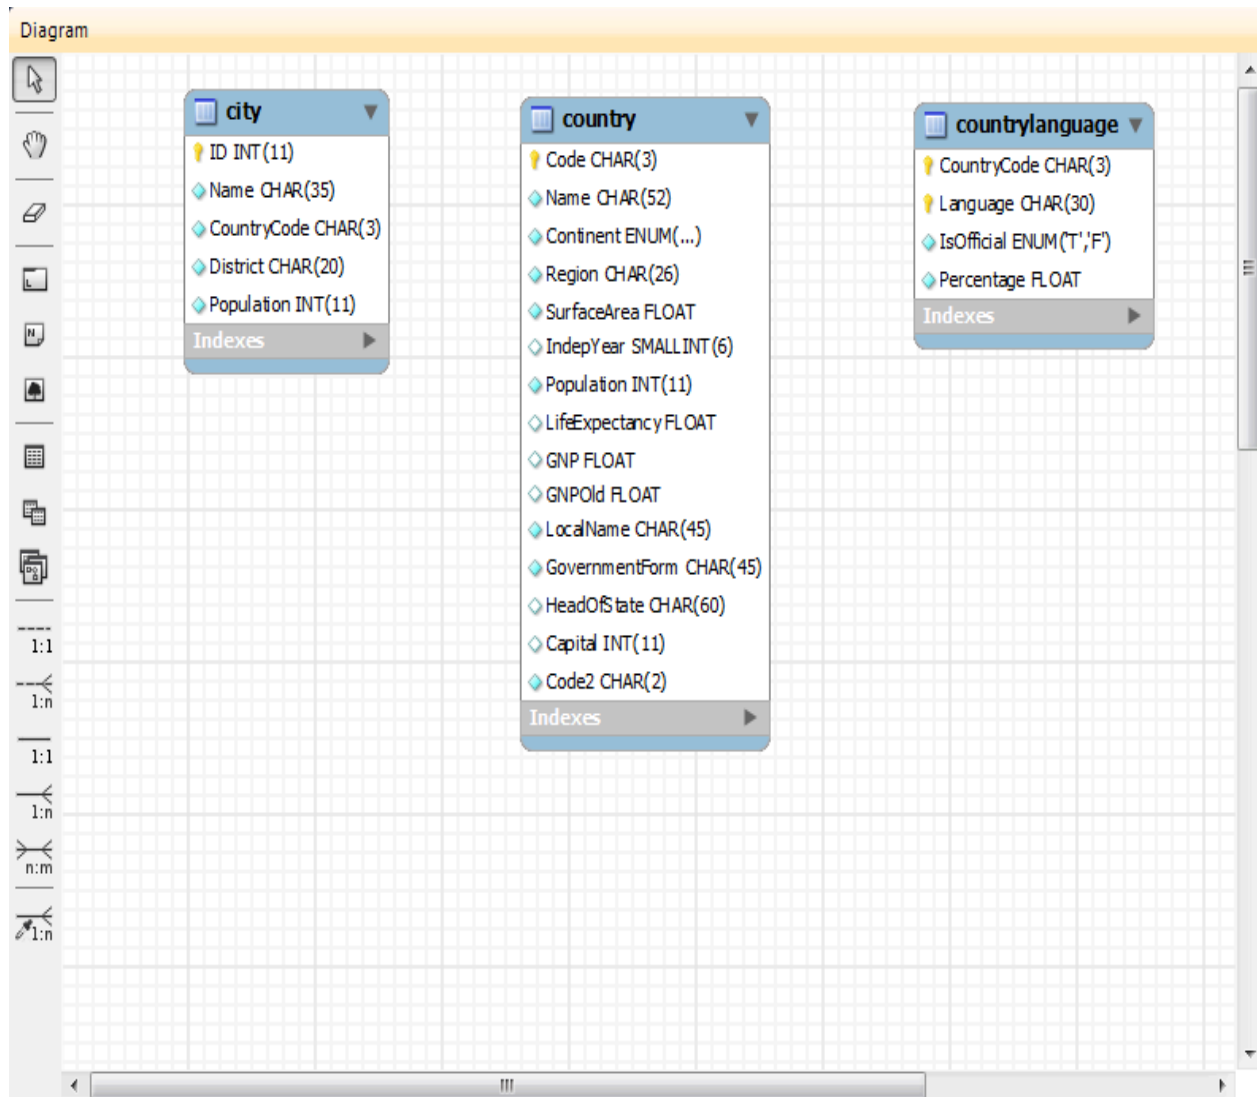 Diagram
city
ID INT(11)
Name CHAR(35)
CountryCode CHAR(3)
District CHAR(20)
Population INT(11)
Indexes
country
Code CHAR(3)
Name CHAR(52)
Continent ENUM(...)
Region CHAR(26)
SurfaceArea FLOAT
IndepYear SMALLINT(6)
Population INT(11)
LifeExpectancy FLOAT
GNP FLOAT
GNPOld FLOAT
LocalName CHAR(45)
GovernmentForm CHAR(45)
HeadOfState CHAR(60)
Capital INT(11)
Code2 CHAR(2)
Indexes
countrylanguage
CountryCode CHAR(3)
Language CHAR(30)
IsOfficial ENUM('T','F')
Percentage FLOAT
Indexes
1:1
1:n
1:1
1:n
n:m
1:n